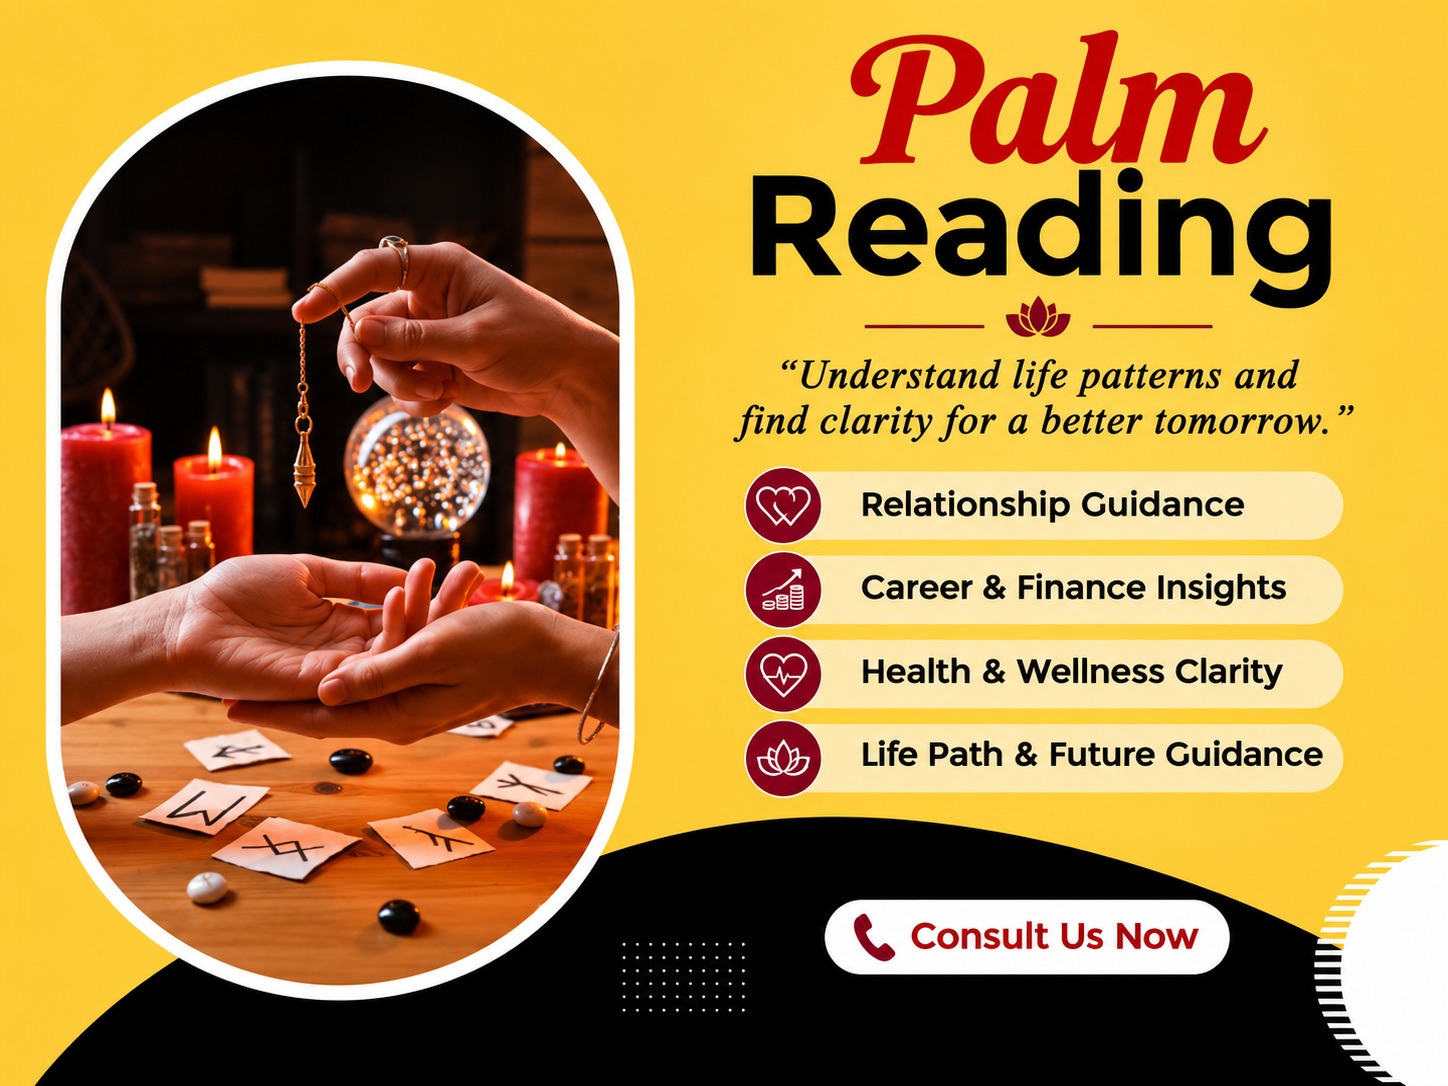 Palm
Reading
“Understand life patterns and
find clarity for a better tomorrow.”
Relationship Guidance
Career & Finance Insights
Health & Wellness Clarity
Life Path & Future Guidance
Consult Us Now